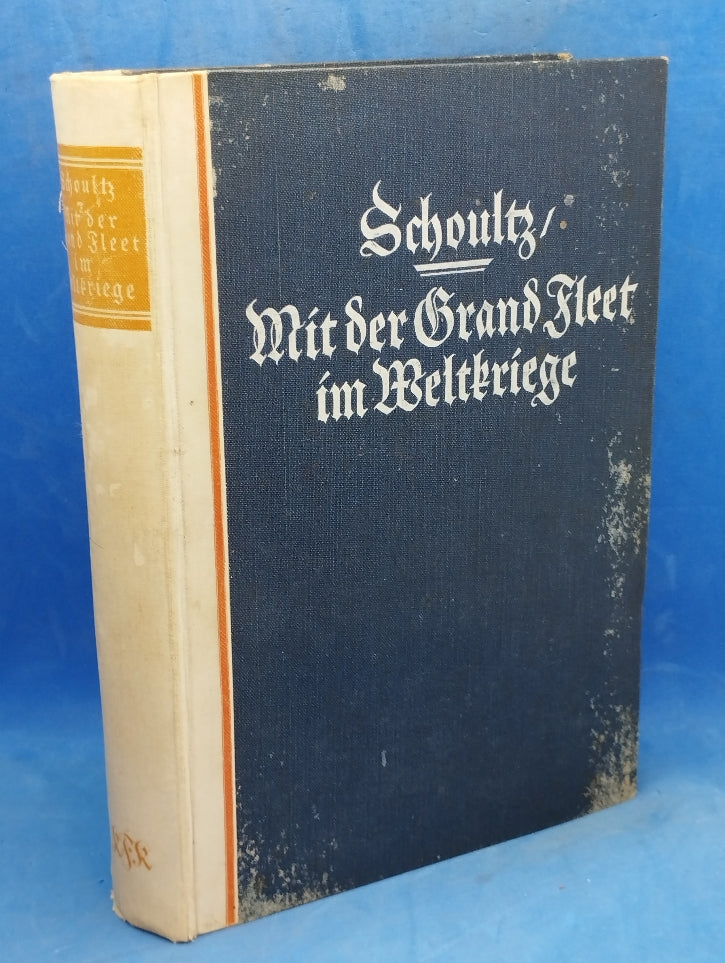 Schoultz
Mit der
Grand Fleet
im
Weltkriege
K.F.K
Schoultz /
Mit der Grand Fleet
im Weltkriege